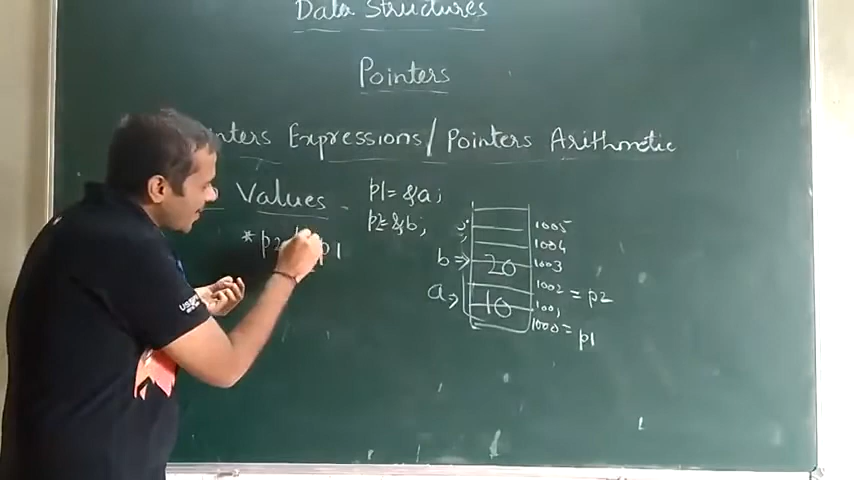 Data Structures
Pointers
nters Expressions/Pointers Arithmetic
Values
p1=&a;
p2=&b;
*p2
p1
1005
1004
b
20
1003
1002
= p2
a
10
1001
1000=
p1